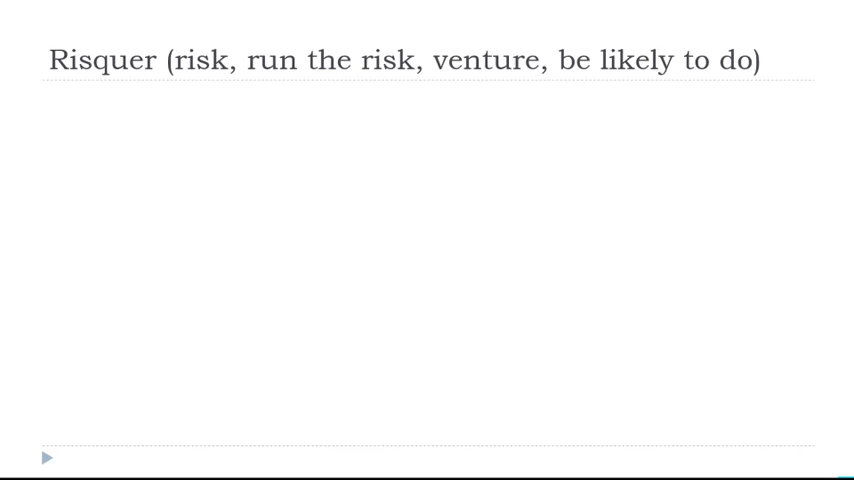 Risquer (risk, run the risk, venture, be likely to do)